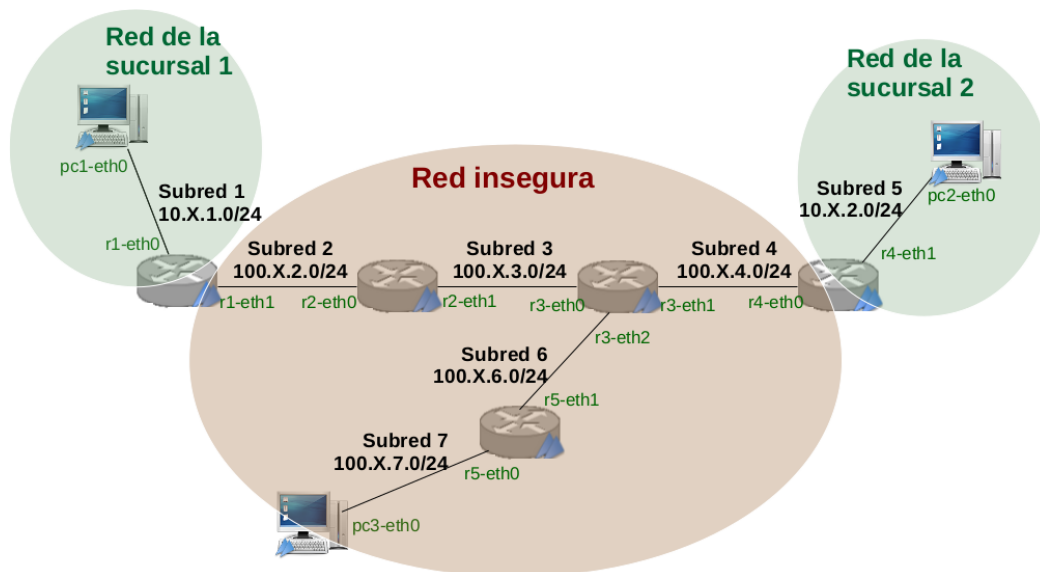 Red de la
sucursal 1
Red de la
sucursal 2
pc1-eth0
Red insegura
Subred 1
10.X.1.0/24
Subred 5
10.X.2.0/24
pc2-eth0
r1-eth0
Subred 2
100.X.2.0/24
Subred 3
100.X.3.0/24
Subred 4
100.X.4.0/24
r4-eth1
r1-eth1
r2-eth0
r2-eth1
r3-eth0
r3-eth1
r4-eth0
r3-eth2
Subred 6
100.X.6.0/24
r5-eth1
Subred 7
100.X.7.0/24
r5-eth0
pc3-eth0